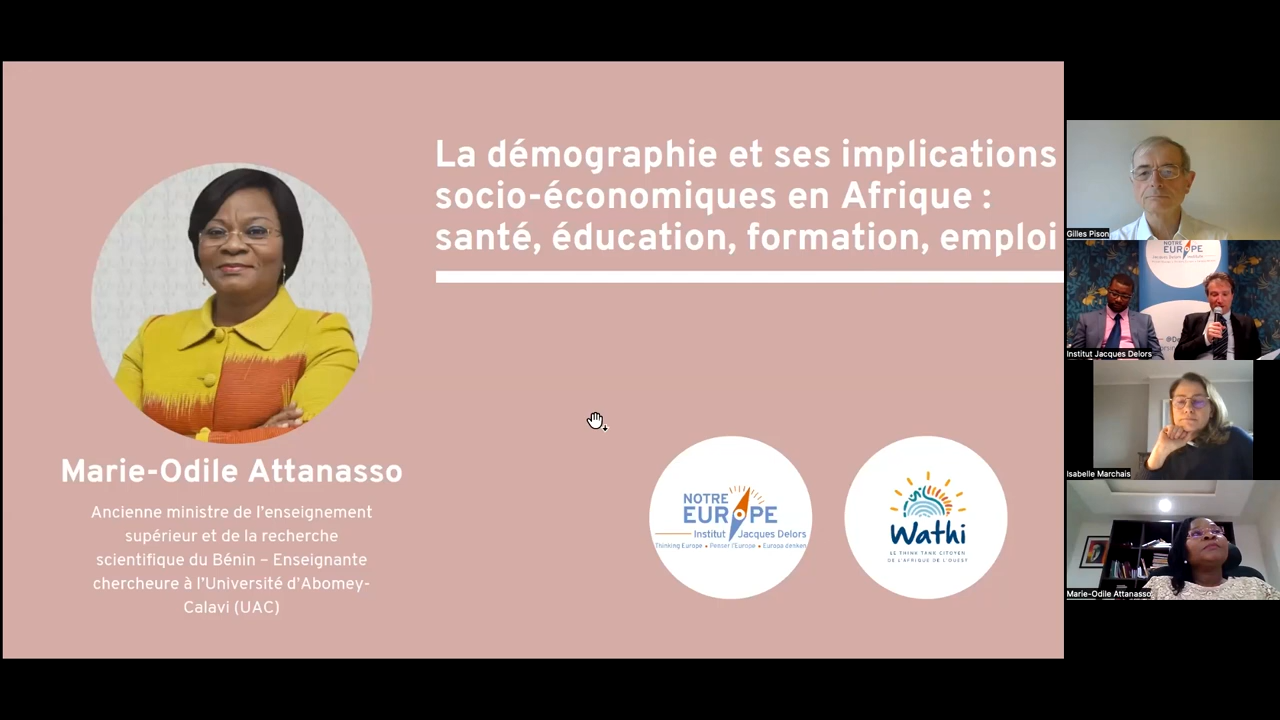 La démographie et ses implications
socio-économiques en Afrique :
santé, éducation, formation, emploi
Marie-Odile Attanasso
Ancienne ministre de l'enseignement
supérieur et de la recherche
scientifique du Bénin – Enseignante
chercheure à l'Université d'Abomey-
Calavi (UAC)
NOTRE
EUROPE
Institut Jacques Delors
Thinking Europe • Penser l'Europe • Europa denken
Wathi
LE THINK TANK CITOYEN
DE L'AFRIQUE DE L'OUEST
Gilles Pison
NOTRE
EUROPE
Institut Jacques Delors
Isabelle Marchais
Marie-Odile Attanasso